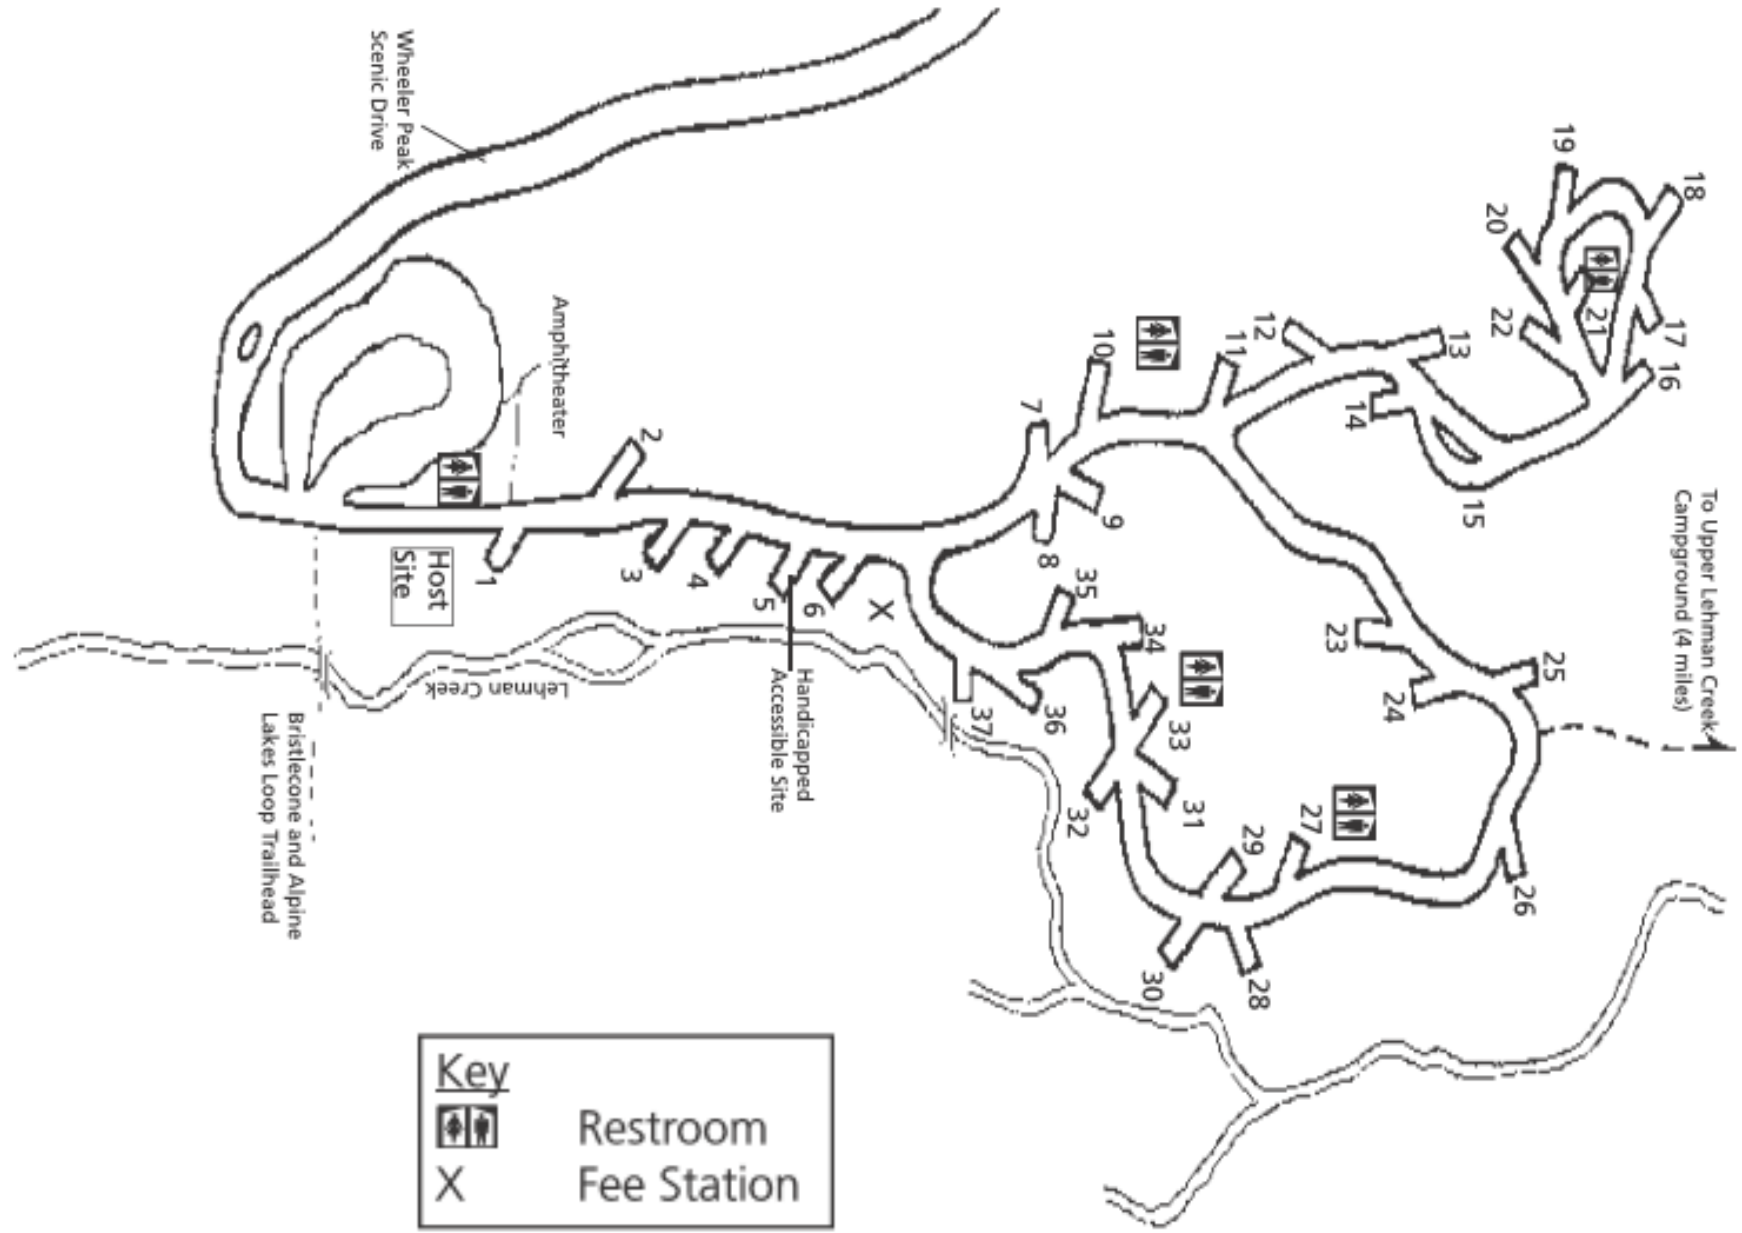 Wheeler Peak
Scenic Drive
Amphitheater
Host
Site
Lehman Creek
Bristlecone and Alpine
Lakes Loop Trailhead
Handicapped
Accessible Site
To Upper Lehman Creek
Campground (4 miles)
1
2
3
4
5
6
X
7
8
9
10
11
12
13
14
15
16
17
18
19
20
21
22
23
24
25
26
27
28
29
30
31
32
33
34
35
36
37
Key
Restroom
X Fee Station